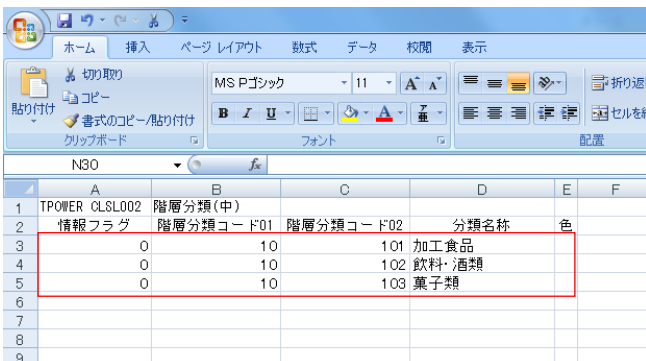 ホーム 挿入 ページ レイアウト 数式 データ 校閲 表示
切り取り
コピー
書式のコピー/貼り付け
貼り付け
クリップボード
MS Pゴシック 11
B I U
フォント
折り返
セルを結
配置
N30 fx
A B C D E F
1 TPOWER CLSL002 階層分類(中)
2 情報フラグ 階層分類コード01 階層分類コード02 分類名称 色
3 0 10 101 加工食品
4 0 10 102 飲料・酒類
5 0 10 103 菓子類
6
7
8
9